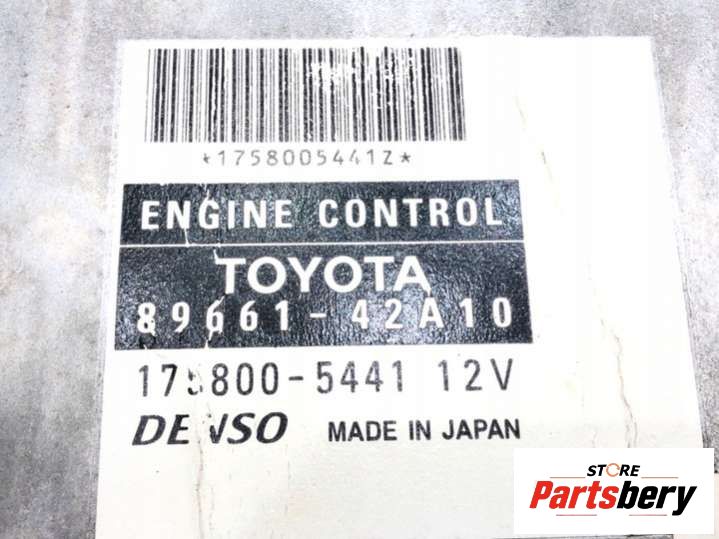 *1758005441Z*
ENGINE CONTROL
TOYOTA
89661-42A10
175800-5441 12V
DENSO MADE IN JAPAN
STORE
Partsbery